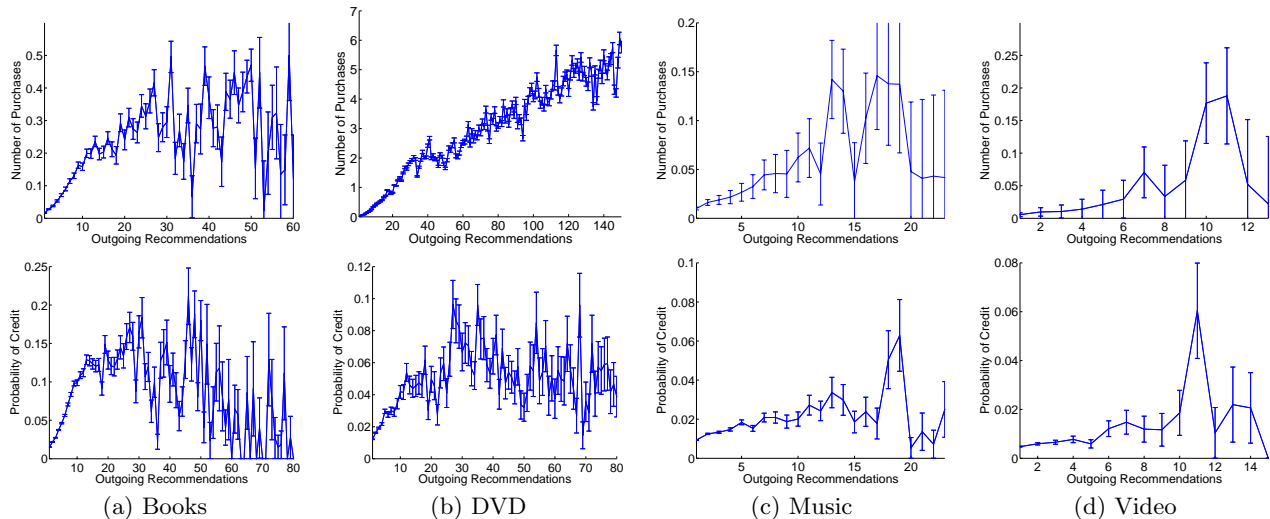 0.5
0.4
0.3
0.2
0.1
0
10 20 30 40 50 60
Number of Purchases
Outgoing Recommendations
7
6
5
4
3
2
1
0
20 40 60 80 100 120 140
Number of Purchases
Outgoing Recommendations
0.2
0.15
0.1
0.05
0
5 10 15 20
Number of Purchases
Outgoing Recommendations
0.25
0.2
0.15
0.1
0.05
0
2 4 6 8 10 12
Number of Purchases
Outgoing Recommendations
0.25
0.2
0.15
0.1
0.05
0
10 20 30 40 50 60 70 80
Probability of Credit
Outgoing Recommendations
0.12
0.1
0.08
0.06
0.04
0.02
0
10 20 30 40 50 60 70 80
Probability of Credit
Outgoing Recommendations
0.1
0.08
0.06
0.04
0.02
0
5 10 15 20
Probability of Credit
Outgoing Recommendations
0.08
0.06
0.04
0.02
0
2 4 6 8 10 12 14
Probability of Credit
Outgoing Recommendations
(a) Books
(b) DVD
(c) Music
(d) Video